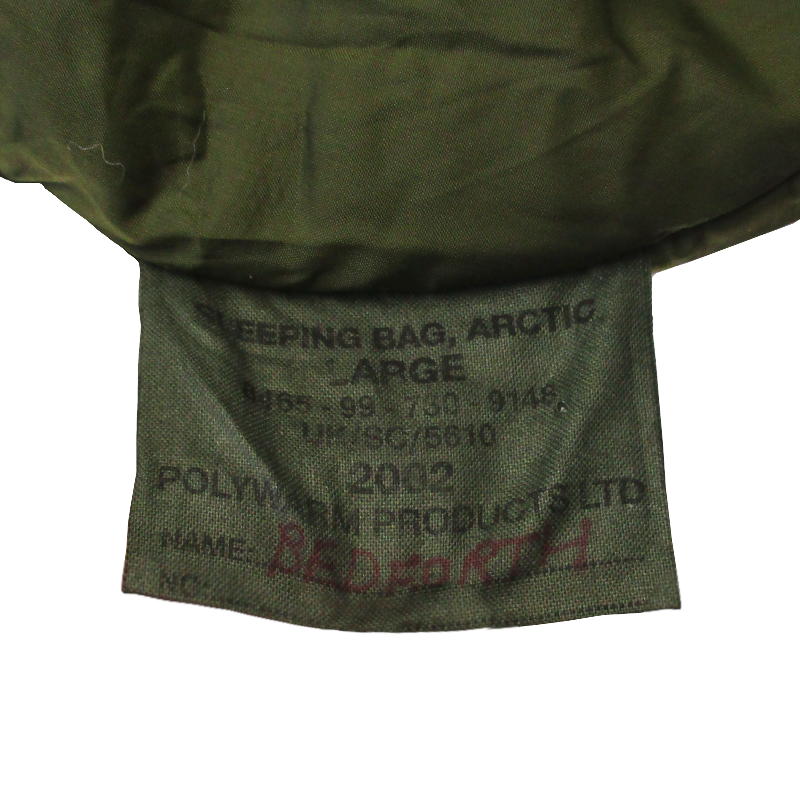 SLEEPING BAG, ARCTIC,
LARGE
8465-99-750-9148,
UK/SC/5610
2002
POLYWARM PRODUCTS LTD
NAME: BEDFORTH
NO: